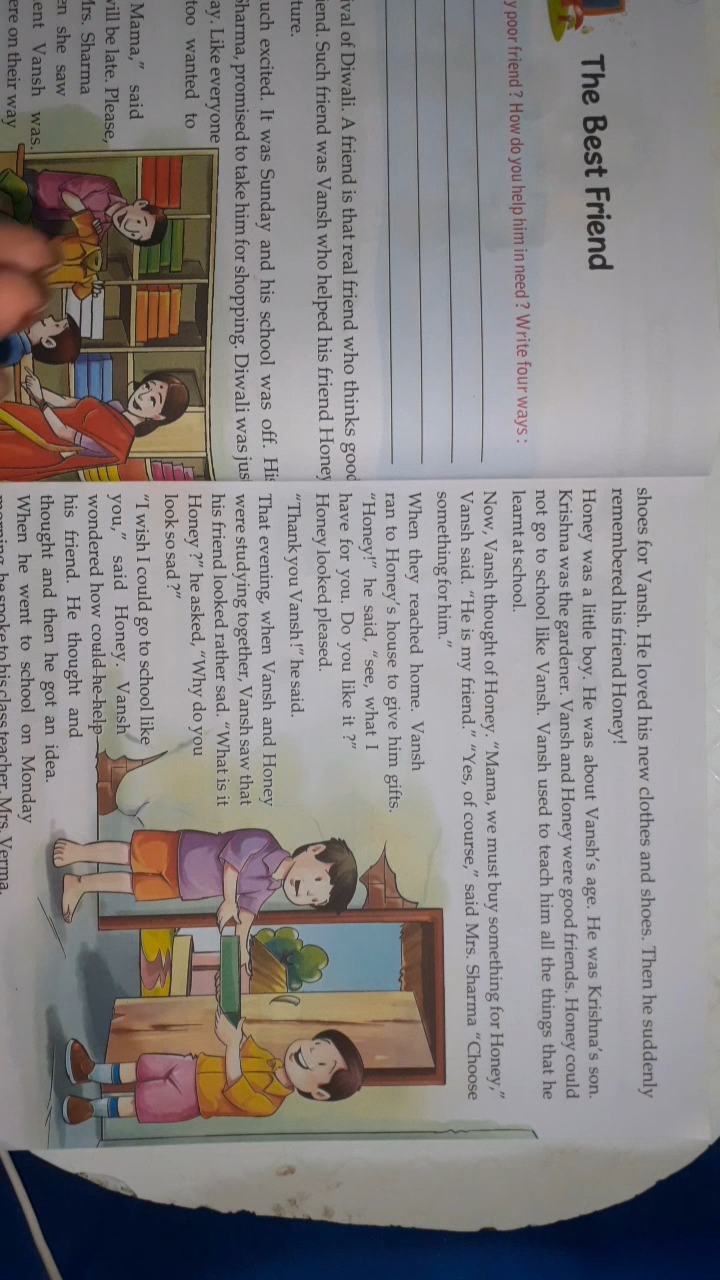 The Best Friend
poor friend ? How do you help him in need ? Write four ways :
of Diwali. A friend is that real friend who thinks good
Such friend was Vansh who helped his friend Honey
excited. It was Sunday and his school was off. His
Sharma, promised to take him for shopping. Diwali was
Like everyone
too wanted to
Mama," said
will be late. Please,
Mrs. Sharma
she saw
Vansh was.
on their way
shoes for Vansh. He loved his new clothes and shoes. Then he suddenly
remembered his friend Honey!
Honey was a little boy. He was about Vansh's age. He was Krishna's son.
Krishna was the gardener. Vansh and Honey were good friends. Honey could
not go to school like Vansh. Vansh used to teach him all the things that he
learnt at school.
Now, Vansh thought of Honey. "Mama, we must buy something for Honey,"
Vansh said. "He is my friend." "Yes, of course," said Mrs. Sharma "Choose
something for him."
When they reached home. Vansh
ran to Honey's house to give him gifts.
"Honey!" he said, "see, what I
have for you. Do you like it ?"
Honey looked pleased.
"Thank you Vansh !" he said.
That evening, when Vansh and Honey
were studying together, Vansh saw that
his friend looked rather sad. "What is it
Honey ?" he asked, "Why do you
look so sad ?"
"I wish I could go to school like
you," said Honey. Vansh
wondered how could he help
his friend. He thought and
thought and then he got an idea.
When he went to school on Monday
he spoke to his class teacher, Mrs. Verma,